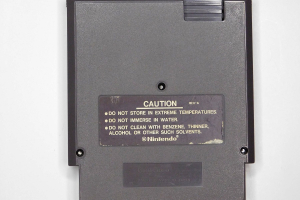 CAUTION
●DO NOT STORE IN EXTREME TEMPERATURES.
●DO NOT IMMERSE IN WATER.
●DO NOT CLEAN WITH BENZENE, THINNER,
ALCOHOL OR OTHER SUCH SOLVENTS.
®Nintendo